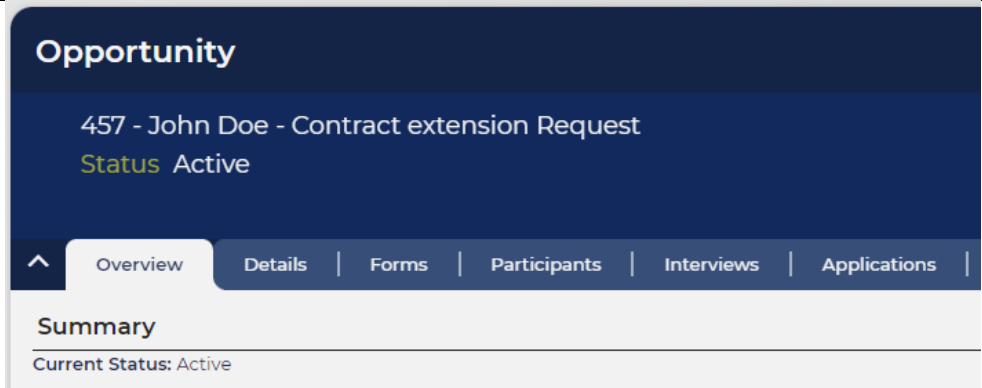 Opportunity
457 - John Doe - Contract extension Request
Status Active
Overview Details | Forms | Participants | Interviews | Applications |
Summary
Current Status: Active